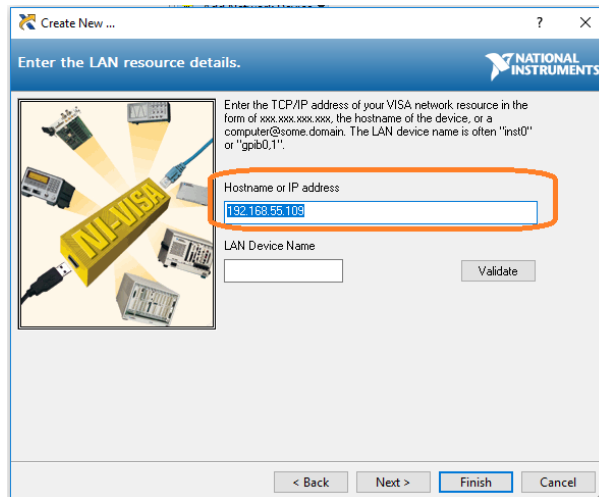 Create New ...
?
Enter the LAN resource details.
NATIONAL
INSTRUMENTS
Enter the TCP/IP address of your VISA network resource in the
form of xxx.xxx.xxx.xxx, the hostname of the device, or a
computer@some.domain. The LAN device name is often "inst0"
or "gpib0,1".
NI-VISA
Hostname or IP address
192.168.55.109
LAN Device Name
Validate
< Back
Next >
Finish
Cancel